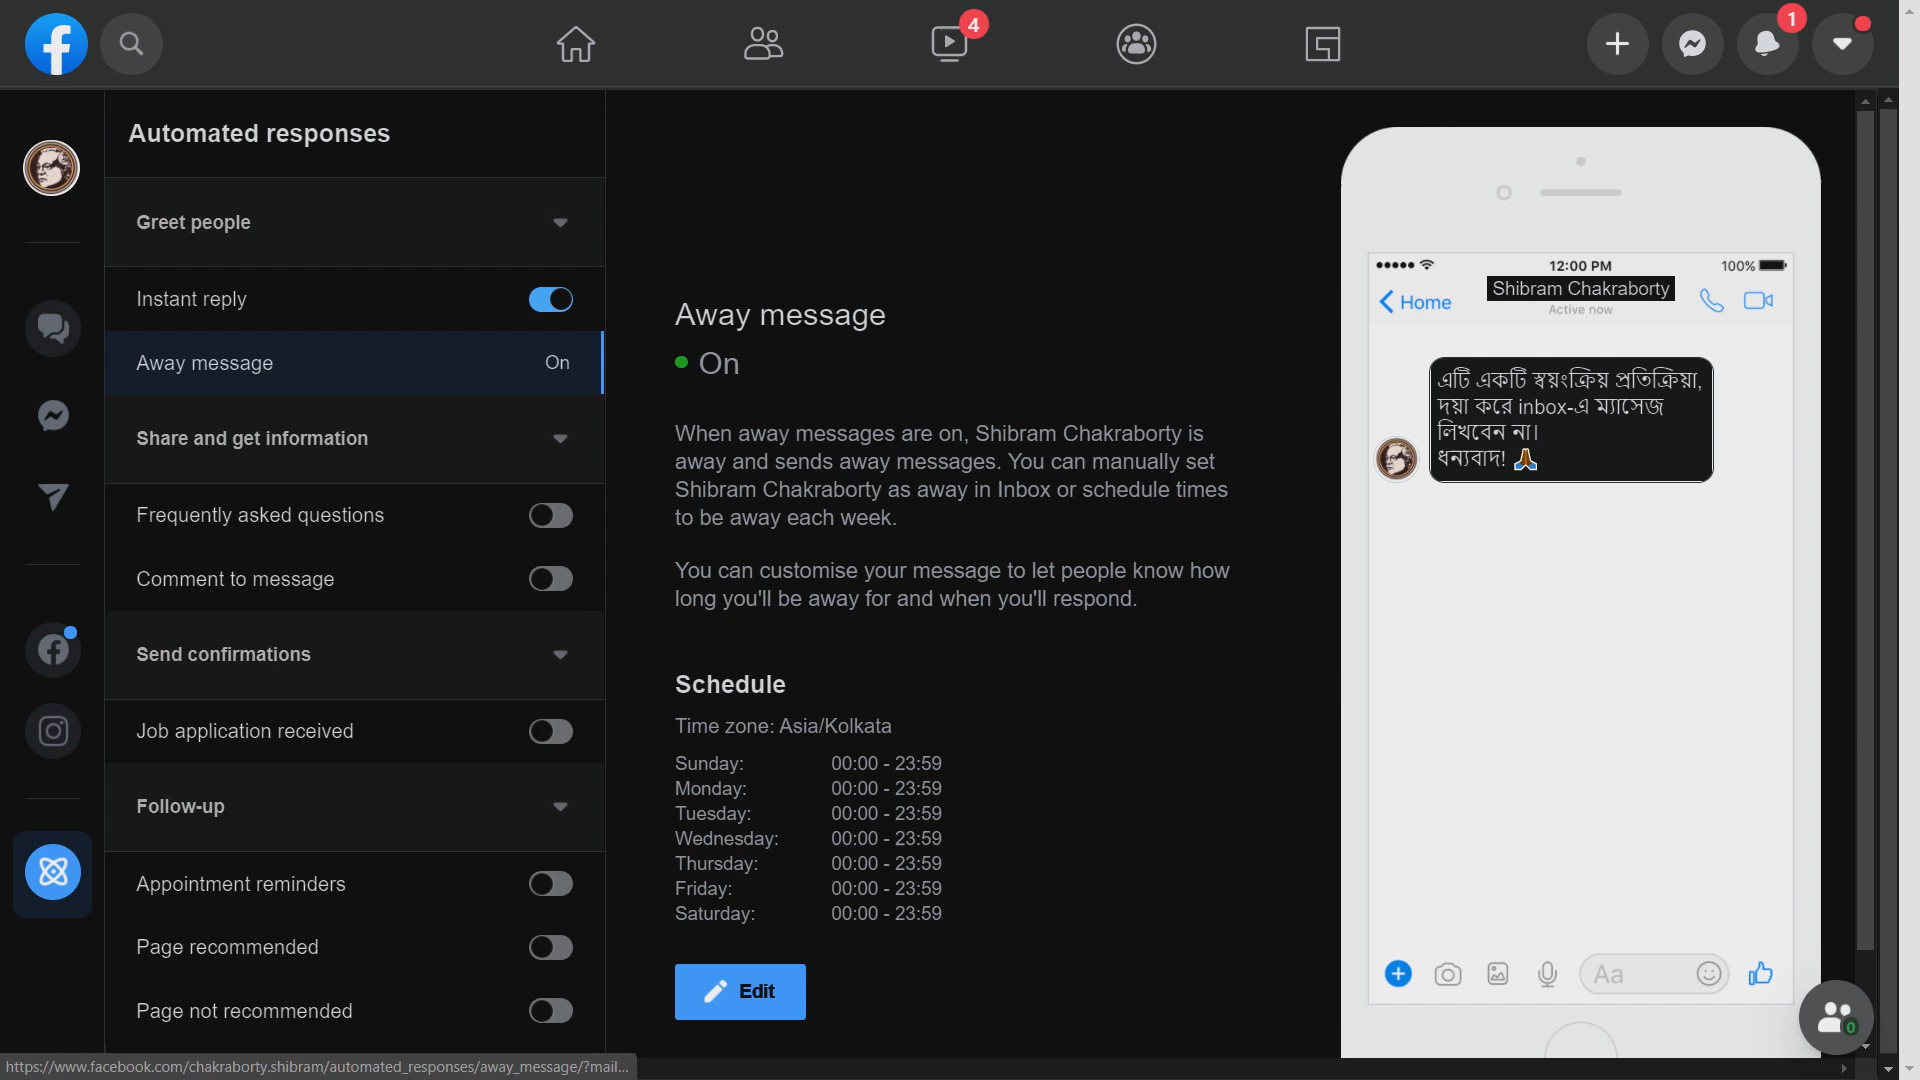 4
1
Automated responses
Greet people
Instant reply
Away message On
Share and get information
Frequently asked questions
Comment to message
Send confirmations
Job application received
Follow-up
Appointment reminders
Page recommended
Page not recommended
Away message
On
When away messages are on, Shibram Chakraborty is
away and sends away messages. You can manually set
Shibram Chakraborty as away in Inbox or schedule times
to be away each week.
You can customise your message to let people know how
long you'll be away for and when you'll respond.
Schedule
Time zone: Asia/Kolkata
Sunday: 00:00 - 23:59
Monday: 00:00 - 23:59
Tuesday: 00:00 - 23:59
Wednesday: 00:00 - 23:59
Thursday: 00:00 - 23:59
Friday: 00:00 - 23:59
Saturday: 00:00 - 23:59
Edit
12:00 PM 100%
Home Shibram Chakraborty
Active now
এটি একটি স্বয়ংক্রিয় প্রতিক্রিয়া,
দয়া করে inbox-এ ম্যাসেজ
লিখবেন না।
ধন্যবাদ! 🙏
Aa
0
https://www.facebook.com/chakraborty.shibram/automated_responses/away_message/?mail...